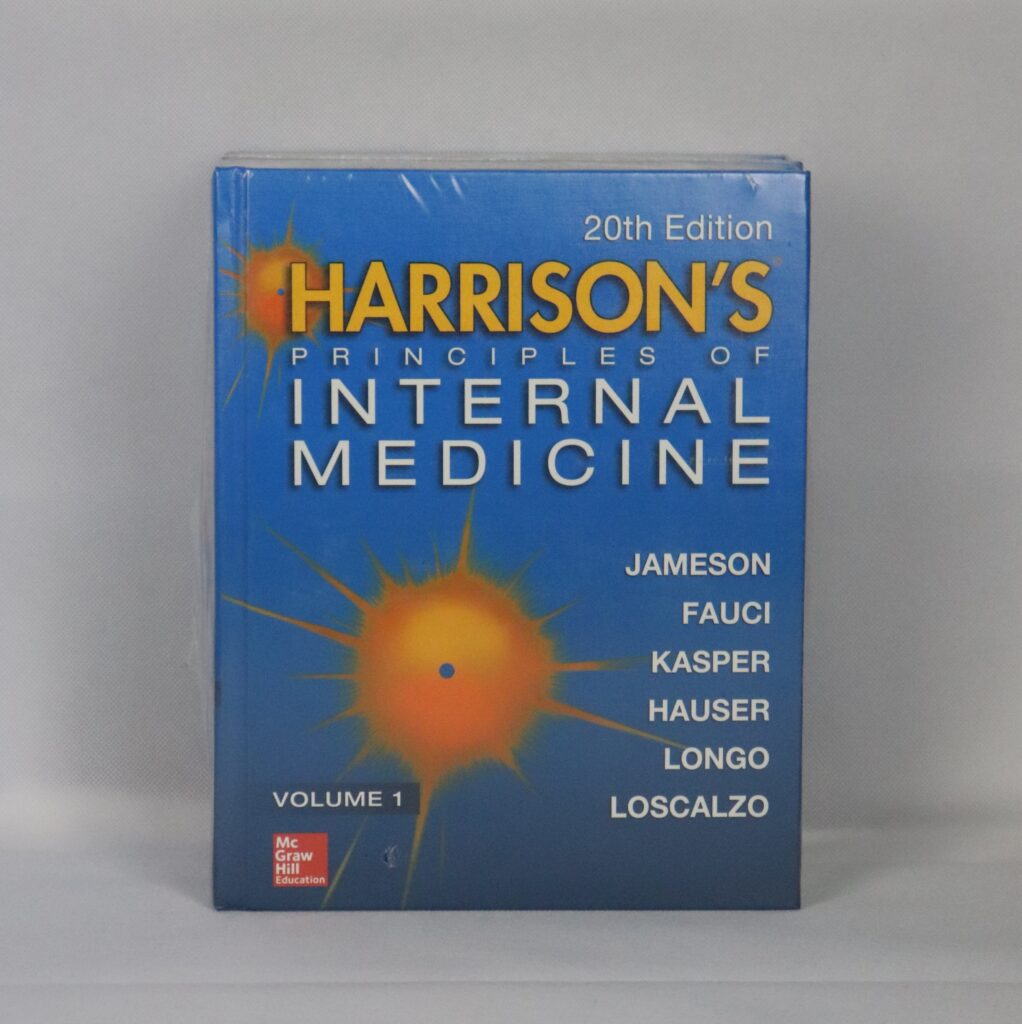 20th Edition
HARRISON'S
PRINCIPLES OF
INTERNAL
MEDICINE
JAMESON
FAUCI
KASPER
HAUSER
LONGO
LOSCALZO
VOLUME 1
Mc
Graw
Hill
Education